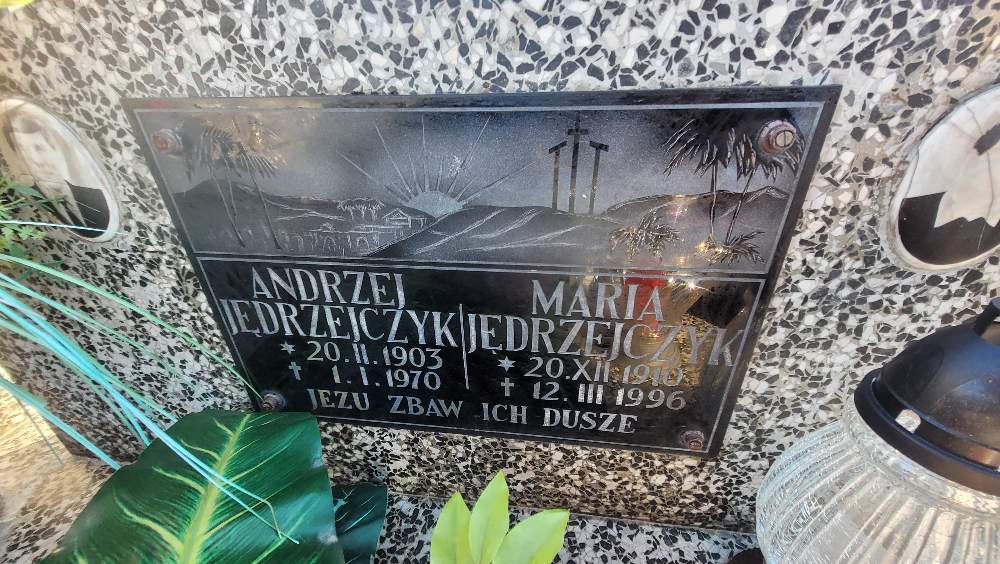 ANDRZEJ
JĘDRZEJCZYK
* 20.II.1903
✝ 1.I.1970
MARIA
JĘDRZEJCZYK
* 20.XII 1910
✝ 12.III 1996
JEZU ZBAW ICH DUSZE